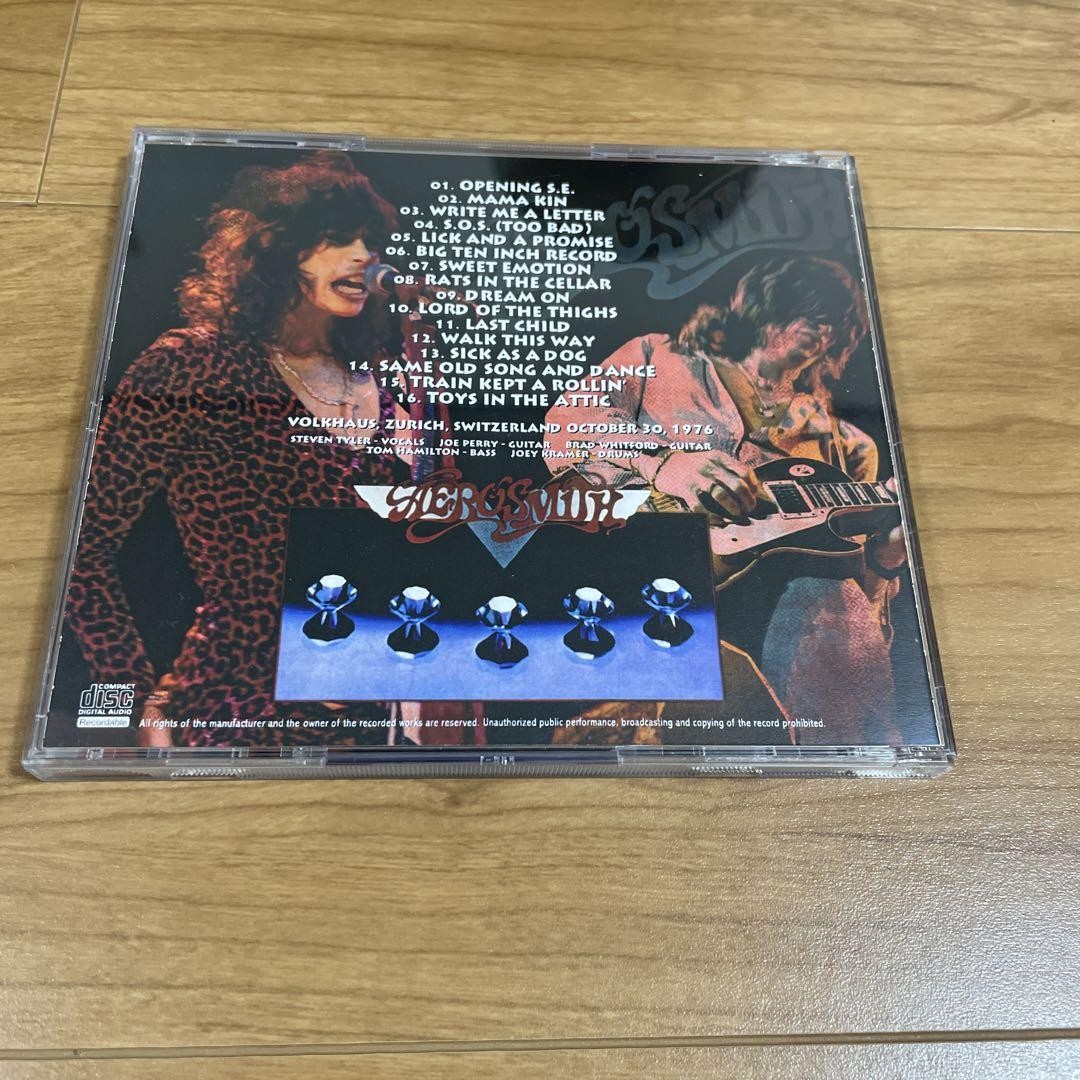 O'SMITH
01. OPENING S.E.
02. MAMA KIN
03. WRITE ME A LETTER
04. S.O.S. (TOO BAD)
05. LICK AND A PROMISE
06. BIG TEN INCH RECORD
07. SWEET EMOTION
08. RATS IN THE CELLAR
09. DREAM ON
10. LORD OF THE THIGHS
11. LAST CHILD
12. WALK THIS WAY
13. SICK AS A DOG
14. SAME OLD SONG AND DANCE
15. TRAIN KEPT A ROLLIN'
16. TOYS IN THE ATTIC
VOLKHAUS, ZURICH, SWITZERLAND OCTOBER 30, 1976
STEVEN TYLER - VOCALS JOE PERRY - GUITAR BRAD WHITFORD - GUITAR
TOM HAMILTON - BASS JOEY KRAMER - DRUMS
AEROSMITH
COMPACT
disc
DIGITAL AUDIO
Recordable
All rights of the manufacturer and the owner of the recorded works are reserved. Unauthorized public performance, broadcasting and copying of the record prohibited.